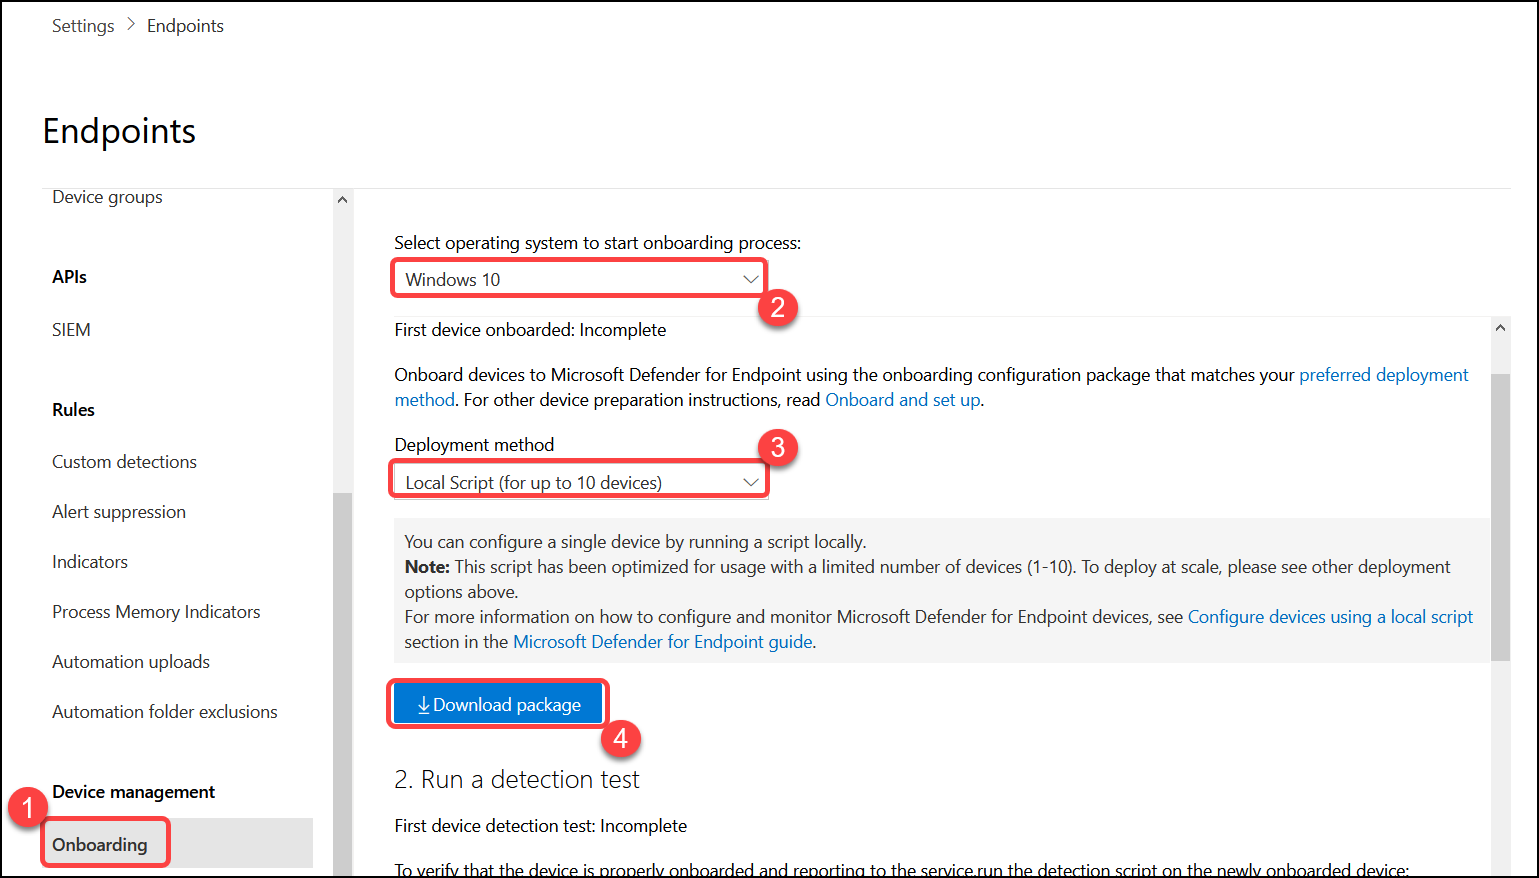 Settings > Endpoints
Endpoints
Device groups
APIs
SIEM
Rules
Custom detections
Alert suppression
Indicators
Process Memory Indicators
Automation uploads
Automation folder exclusions
Device management
1
Onboarding
Select operating system to start onboarding process:
Windows 10
2
First device onboarded: Incomplete
Onboard devices to Microsoft Defender for Endpoint using the onboarding configuration package that matches your preferred deployment
method. For other device preparation instructions, read Onboard and set up.
Deployment method
3
Local Script (for up to 10 devices)
You can configure a single device by running a script locally.
Note: This script has been optimized for usage with a limited number of devices (1-10). To deploy at scale, please see other deployment
options above.
For more information on how to configure and monitor Microsoft Defender for Endpoint devices, see Configure devices using a local script
section in the Microsoft Defender for Endpoint guide.
Download package
4
2. Run a detection test
First device detection test: Incomplete
To verify that the device is properly onboarded and reporting to the service,run the detection script on the newly onboarded device: